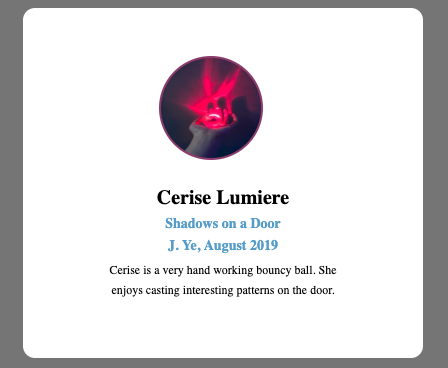 Cerise Lumiere
Shadows on a Door
J. Ye, August 2019
Cerise is a very hand working bouncy ball. She
enjoys casting interesting patterns on the door.